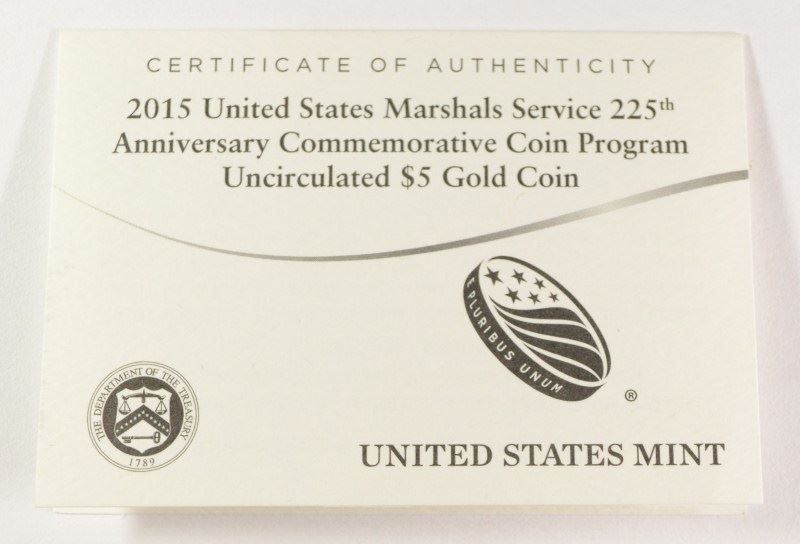 CERTIFICATE OF AUTHENTICITY
2015 United States Marshals Service 225th
Anniversary Commemorative Coin Program
Uncirculated $5 Gold Coin
E PLURIBUS UNUM
®
THE DEPARTMENT OF THE TREASURY
1789
UNITED STATES MINT